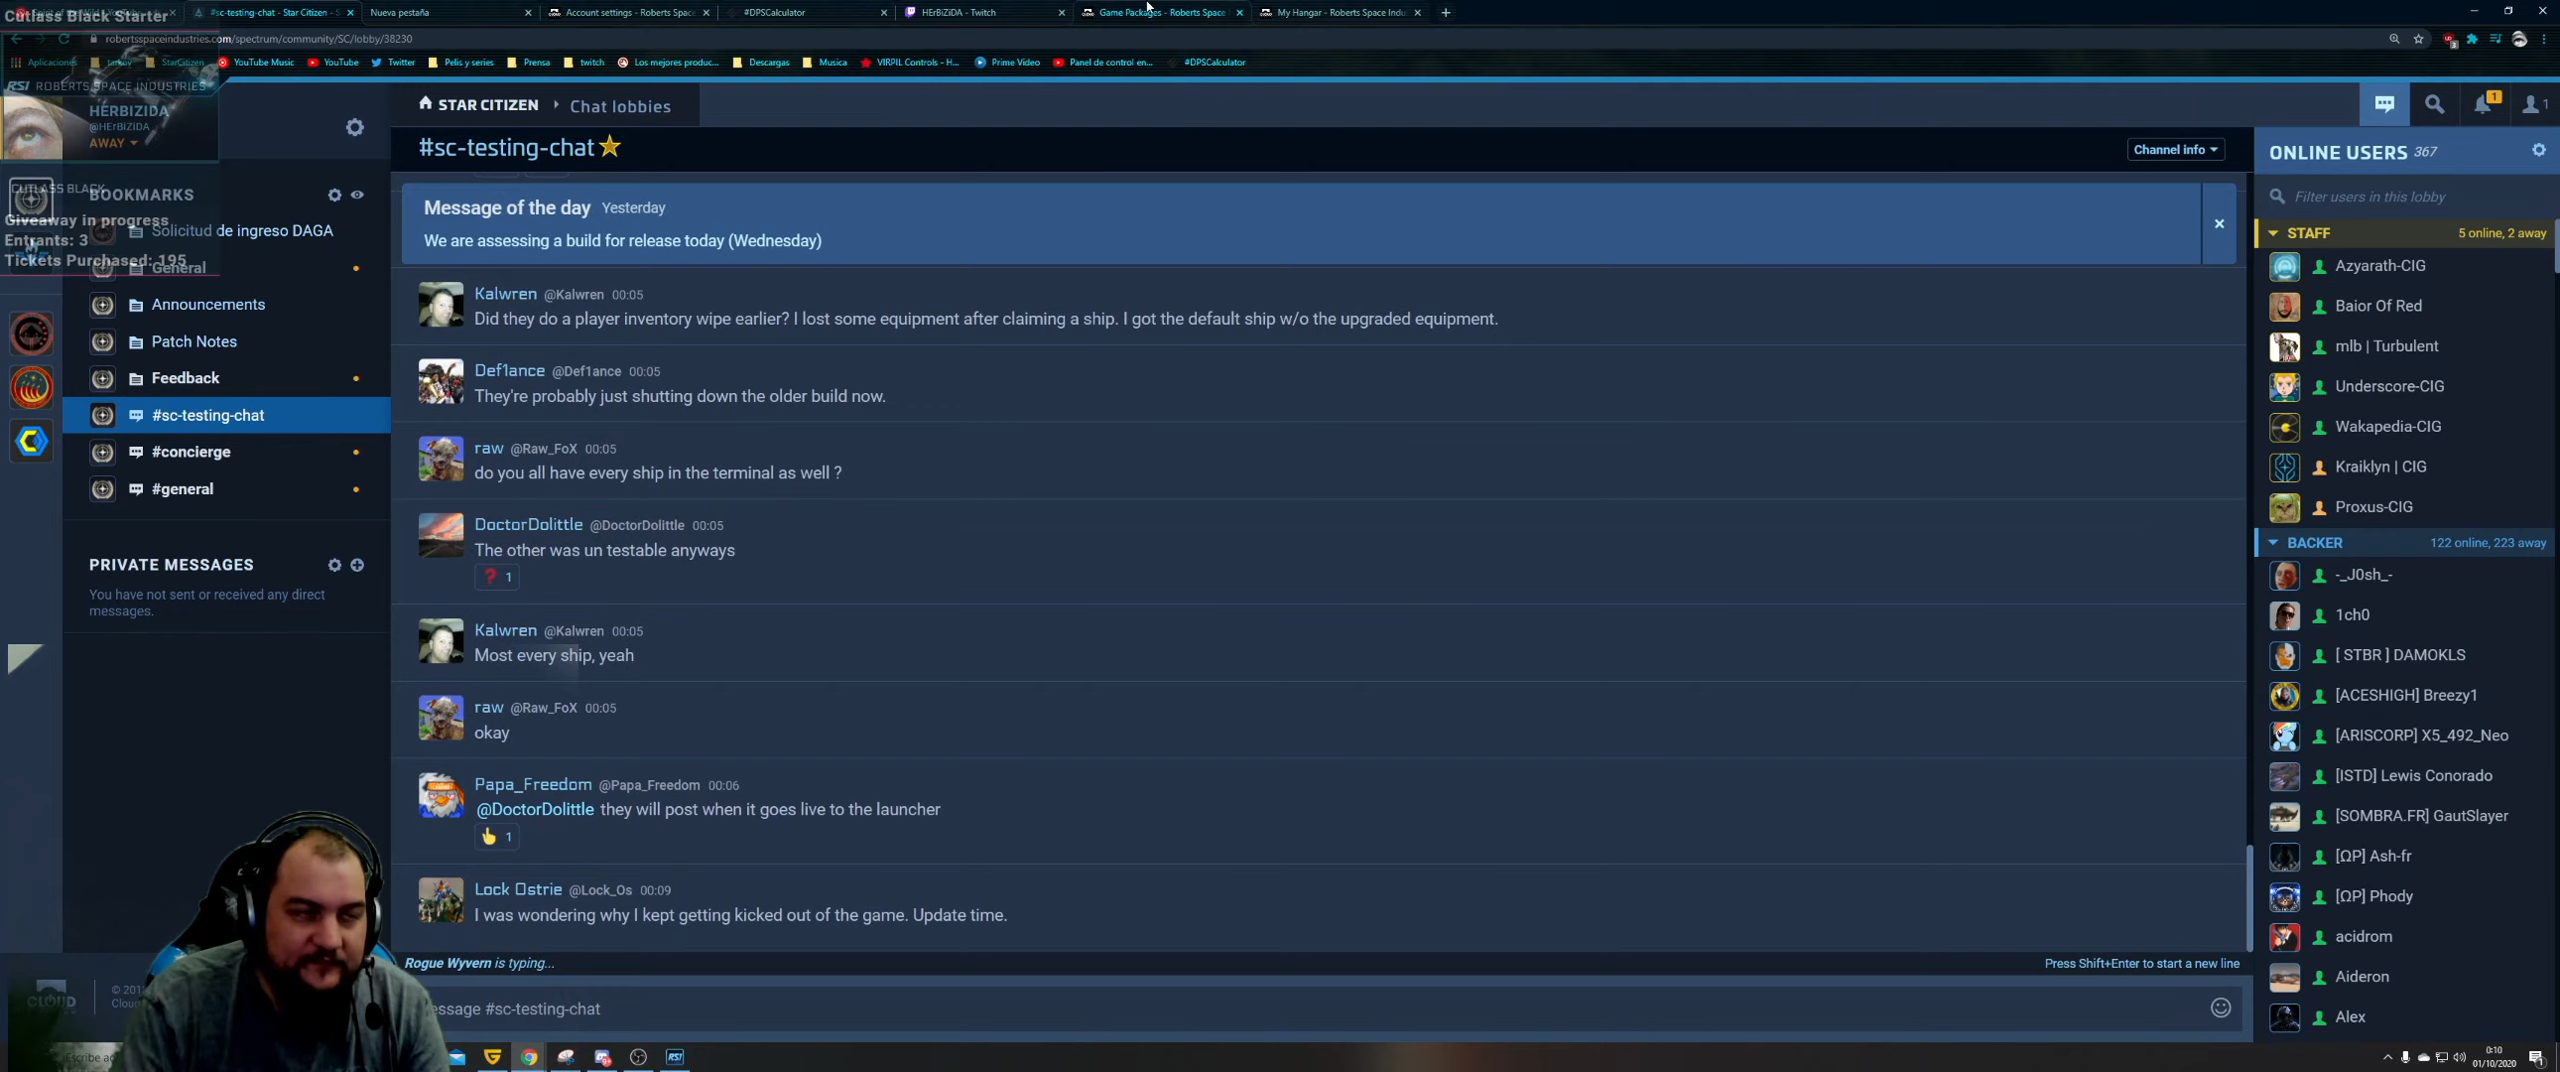 Cutlass Black Starter
#sc-testing-chat - Star Citizen - S
Nueva pestaña
Account settings - Roberts Space
#DPSCalculator
HErBiZiDA - Twitch
Game Packages - Roberts Space
My Hangar - Roberts Space Indu
robertsspaceindustries.com/spectrum/community/SC/lobby/38230
Aplicaciones
StarCitizen
YouTube Music
YouTube
Twitter
Pelis y series
Prensa
twitch
Los mejores produc...
Descargas
Musica
VIRPIL Controls - H...
Prime Video
Panel de control en...
#DPSCalculator
RSI ROBERTS SPACE INDUSTRIES
HERBIZIDA
@HErBIZiDA
AWAY
STAR CITIZEN
Chat lobbies
1
1
#sc-testing-chat
Channel info
CUTLASS BLACK
Giveaway in progress
Entrants: 3
Tickets Purchased: 195
BOOKMARKS
Solicitud de ingreso DAGA
General
Announcements
Patch Notes
Feedback
#sc-testing-chat
#concierge
#general
PRIVATE MESSAGES
You have not sent or received any direct
messages.
Message of the day Yesterday
We are assessing a build for release today (Wednesday)
Kalwren @Kalwren 00:05
Did they do a player inventory wipe earlier? I lost some equipment after claiming a ship. I got the default ship w/o the upgraded equipment.
Def1ance @Def1ance 00:05
They're probably just shutting down the older build now.
raw @Raw_FoX 00:05
do you all have every ship in the terminal as well ?
DoctorDolittle @DoctorDolittle 00:05
The other was un testable anyways
1
Kalwren @Kalwren 00:05
Most every ship, yeah
raw @Raw_FoX 00:05
okay
Papa_Freedom @Papa_Freedom 00:06
@DoctorDolittle they will post when it goes live to the launcher
1
Lock Ostrie @Lock_Os 00:09
I was wondering why I kept getting kicked out of the game. Update time.
Rogue Wyvern is typing...
Press Shift+Enter to start a new line
essage #sc-testing-chat
ONLINE USERS 367
Filter users in this lobby
STAFF 5 online, 2 away
Azyarath-CIG
Baior Of Red
mlb | Turbulent
Underscore-CIG
Wakapedia-CIG
Kraiklyn | CIG
Proxus-CIG
BACKER 122 online, 223 away
-_J0sh_-
1ch0
[ STBR ] DAMOKLS
[ACESHIGH] Breezy1
[ARISCORP] X5_492_Neo
[ISTD] Lewis Conorado
[SOMBRA.FR] GautSlayer
[ΩP] Ash-fr
[ΩP] Phody
acidrom
Aideron
Alex
CLOUD
© 201
Clou
Escribe ac
RSI
0:10
01/10/2020